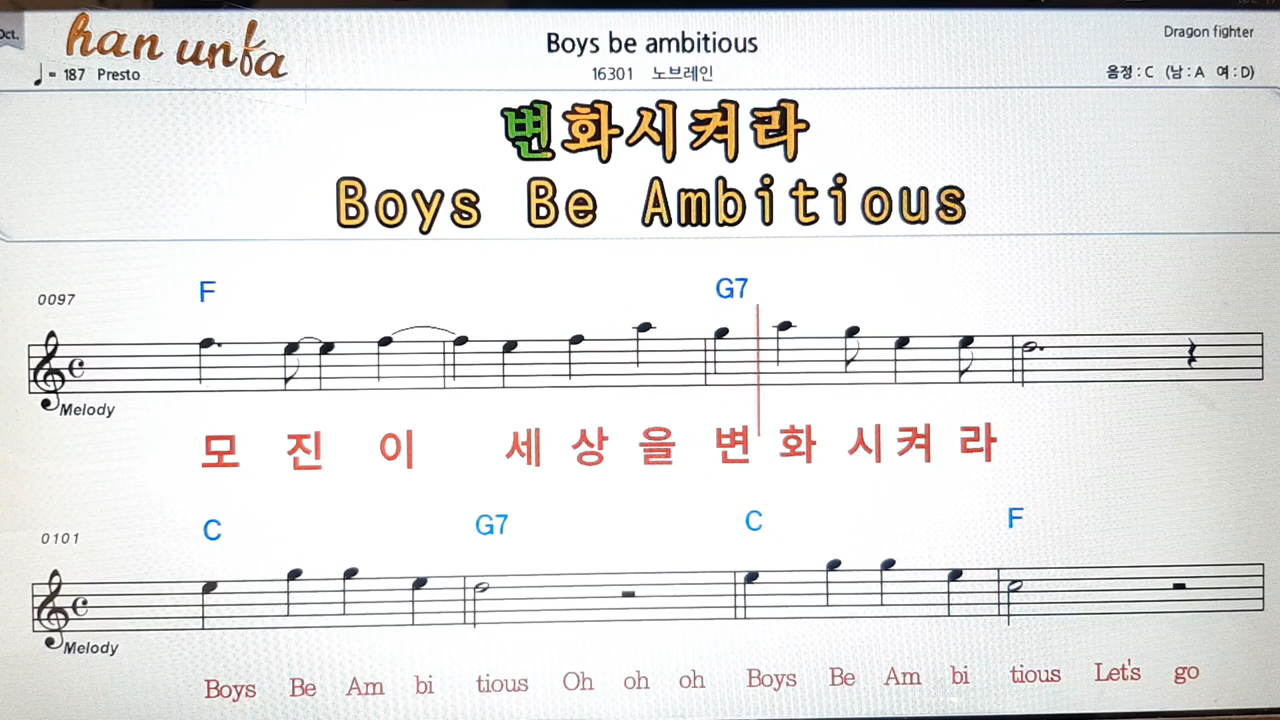 Oct.
han unfa
Boys be ambitious
Dragon fighter
♩= 187 Presto
16301 노브레인
음정 : C (남 : A 여 : D)
변화시켜라
Boys Be Ambitious
0097
F G7
Melody
모 진 이 세 상 을 변 화 시 켜 라
0101
C G7 C F
Melody
Boys Be Am bi tious Oh oh oh Boys Be Am bi tious Let's go